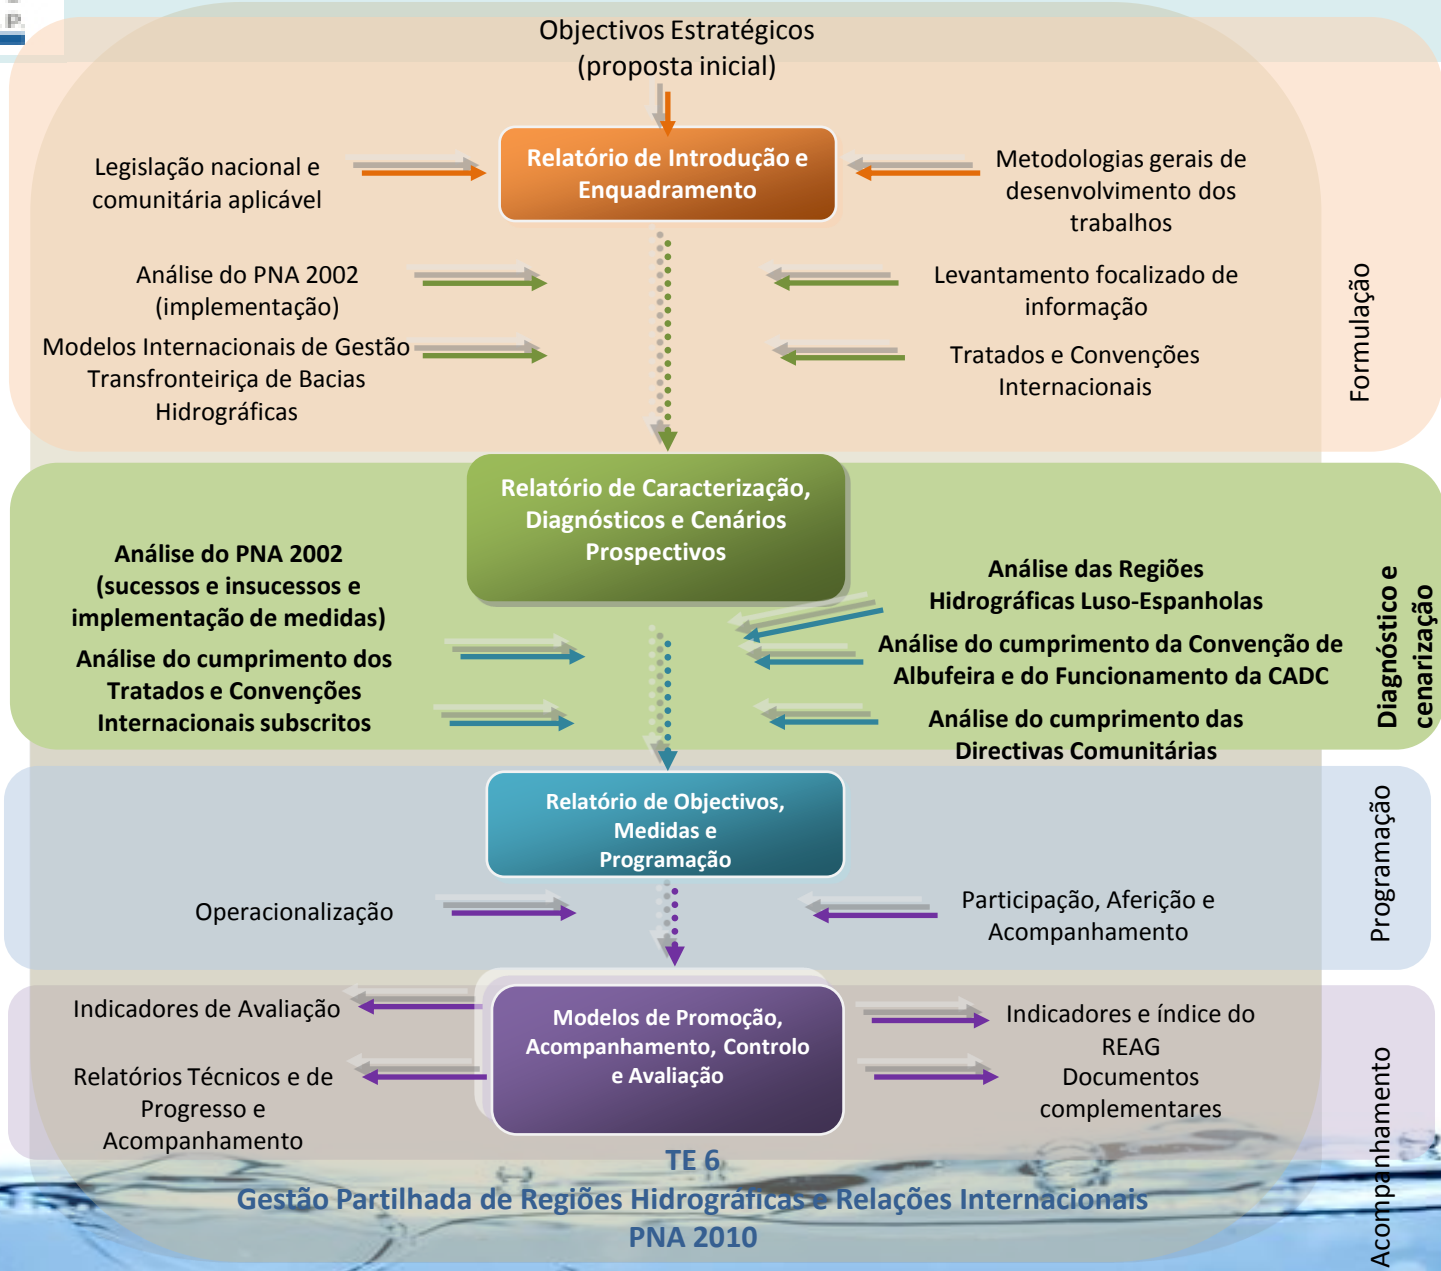 Objectivos Estratégicos
(proposta inicial)
Legislação nacional e
comunitária aplicável
Relatório de Introdução e
Enquadramento
Metodologias gerais de
desenvolvimento dos
trabalhos
Análise do PNA 2002
(implementação)
Levantamento focalizado de
informação
Modelos Internacionais de Gestão
Transfronteiriça de Bacias
Hidrográficas
Tratados e Convenções
Internacionais
Formulação
Relatório de Caracterização,
Diagnósticos e Cenários
Prospectivos
Análise do PNA 2002
(sucessos e insucessos e
implementação de medidas)
Análise do cumprimento dos
Tratados e Convenções
Internacionais subscritos
Análise das Regiões
Hidrográficas Luso-Espanholas
Análise do cumprimento da Convenção de
Albufeira e do Funcionamento da CADC
Análise do cumprimento das
Directivas Comunitárias
Diagnóstico e
cenarização
Relatório de Objectivos,
Medidas e
Programação
Operacionalização
Participação, Aferição e
Acompanhamento
Programação
Indicadores de Avaliação
Relatórios Técnicos e de
Progresso e
Acompanhamento
Modelos de Promoção,
Acompanhamento, Controlo
e Avaliação
Indicadores e índice do
REAG
Documentos
complementares
Acompanhamento
TE 6
Gestão Partilhada de Regiões Hidrográficas e Relações Internacionais
PNA 2010